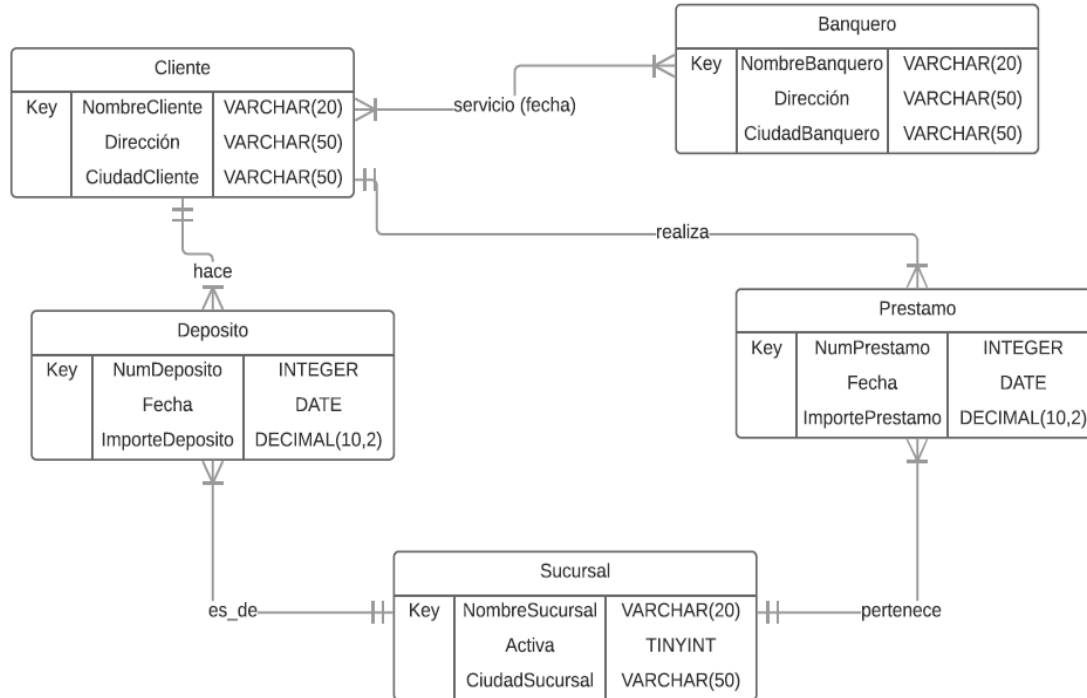 Cliente
Key NombreCliente VARCHAR(20)
Dirección VARCHAR(50)
CiudadCliente VARCHAR(50)
servicio (fecha)
Banquero
Key NombreBanquero VARCHAR(20)
Dirección VARCHAR(50)
CiudadBanquero VARCHAR(50)
realiza
hace
Deposito
Key NumDeposito INTEGER
Fecha DATE
ImporteDeposito DECIMAL(10,2)
Prestamo
Key NumPrestamo INTEGER
Fecha DATE
ImportePrestamo DECIMAL(10,2)
es_de
Sucursal
Key NombreSucursal VARCHAR(20)
Activa TINYINT
CiudadSucursal VARCHAR(50)
pertenece